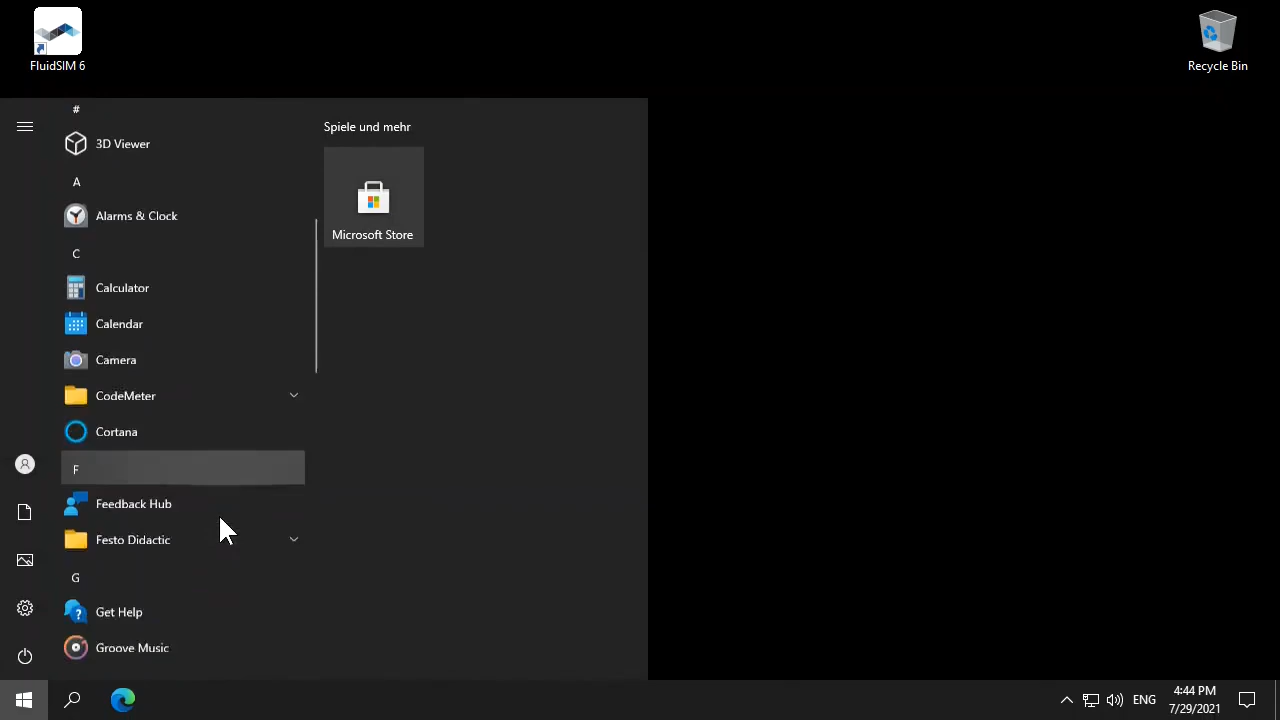 FluidSIM 6
Recycle Bin
#
3D Viewer
A
Alarms & Clock
C
Calculator
Calendar
Camera
CodeMeter
Cortana
F
Feedback Hub
Festo Didactic
G
Get Help
Groove Music
Spiele und mehr
Microsoft Store
ENG
4:44 PM
7/29/2021